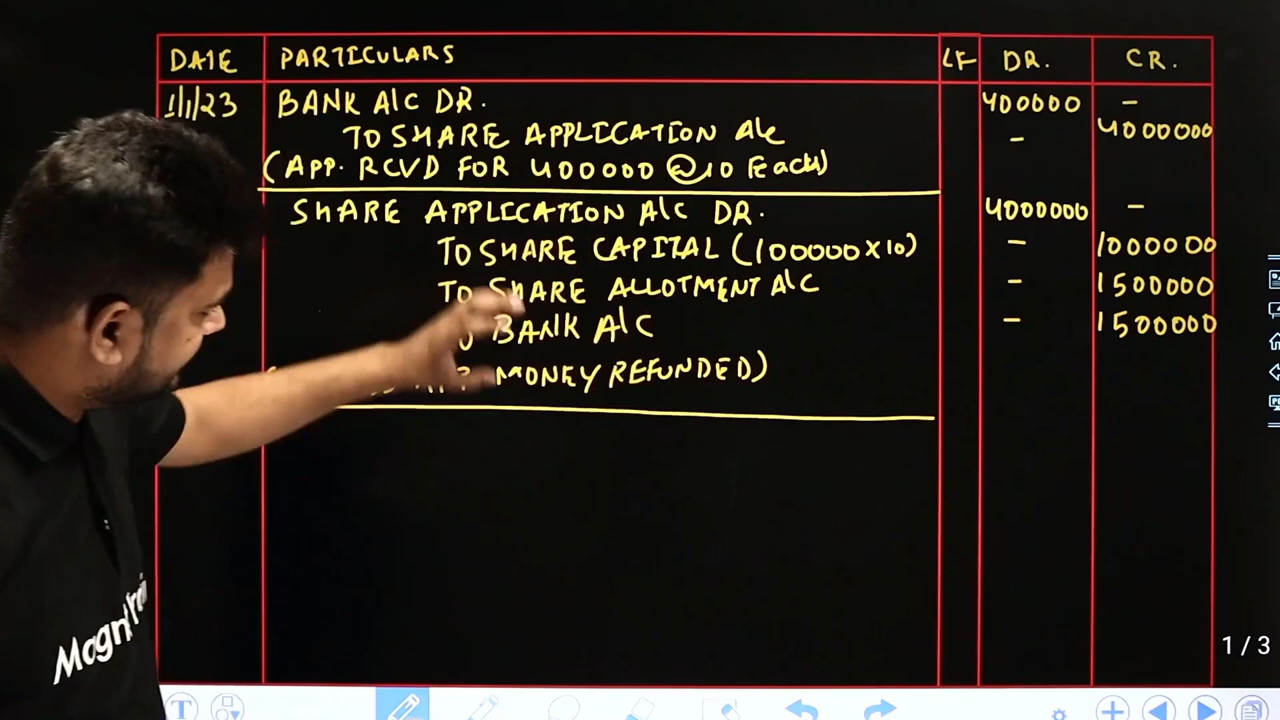 DATE PARTICULARS LF DR. CR.
1/1/23 BANK A/C DR. 400000 -
TO SHARE APPLICATION A/c - 4000000
(APP. RCVD FOR 400000 @10 Each)
SHARE APPLICATION A/C DR. 4000000 -
TO SHARE CAPITAL (100000x10) - 1000000
TO SHARE ALLOTMENT A/C - 1500000
BANK A/C - 1500000
MONEY REFUNDED)
1 / 3